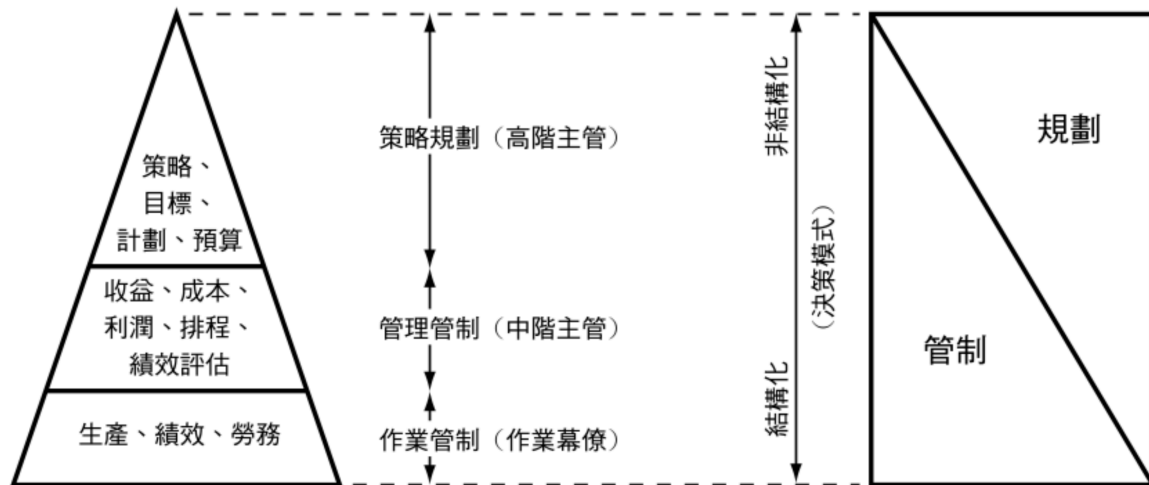 策略、
目標、
計劃、預算
收益、成本、
利潤、排程、
績效評估
生產、績效、勞務
策略規劃（高階主管）
管理管制（中階主管）
作業管制（作業幕僚）
非結構化
（決策模式）
結構化
規劃
管制